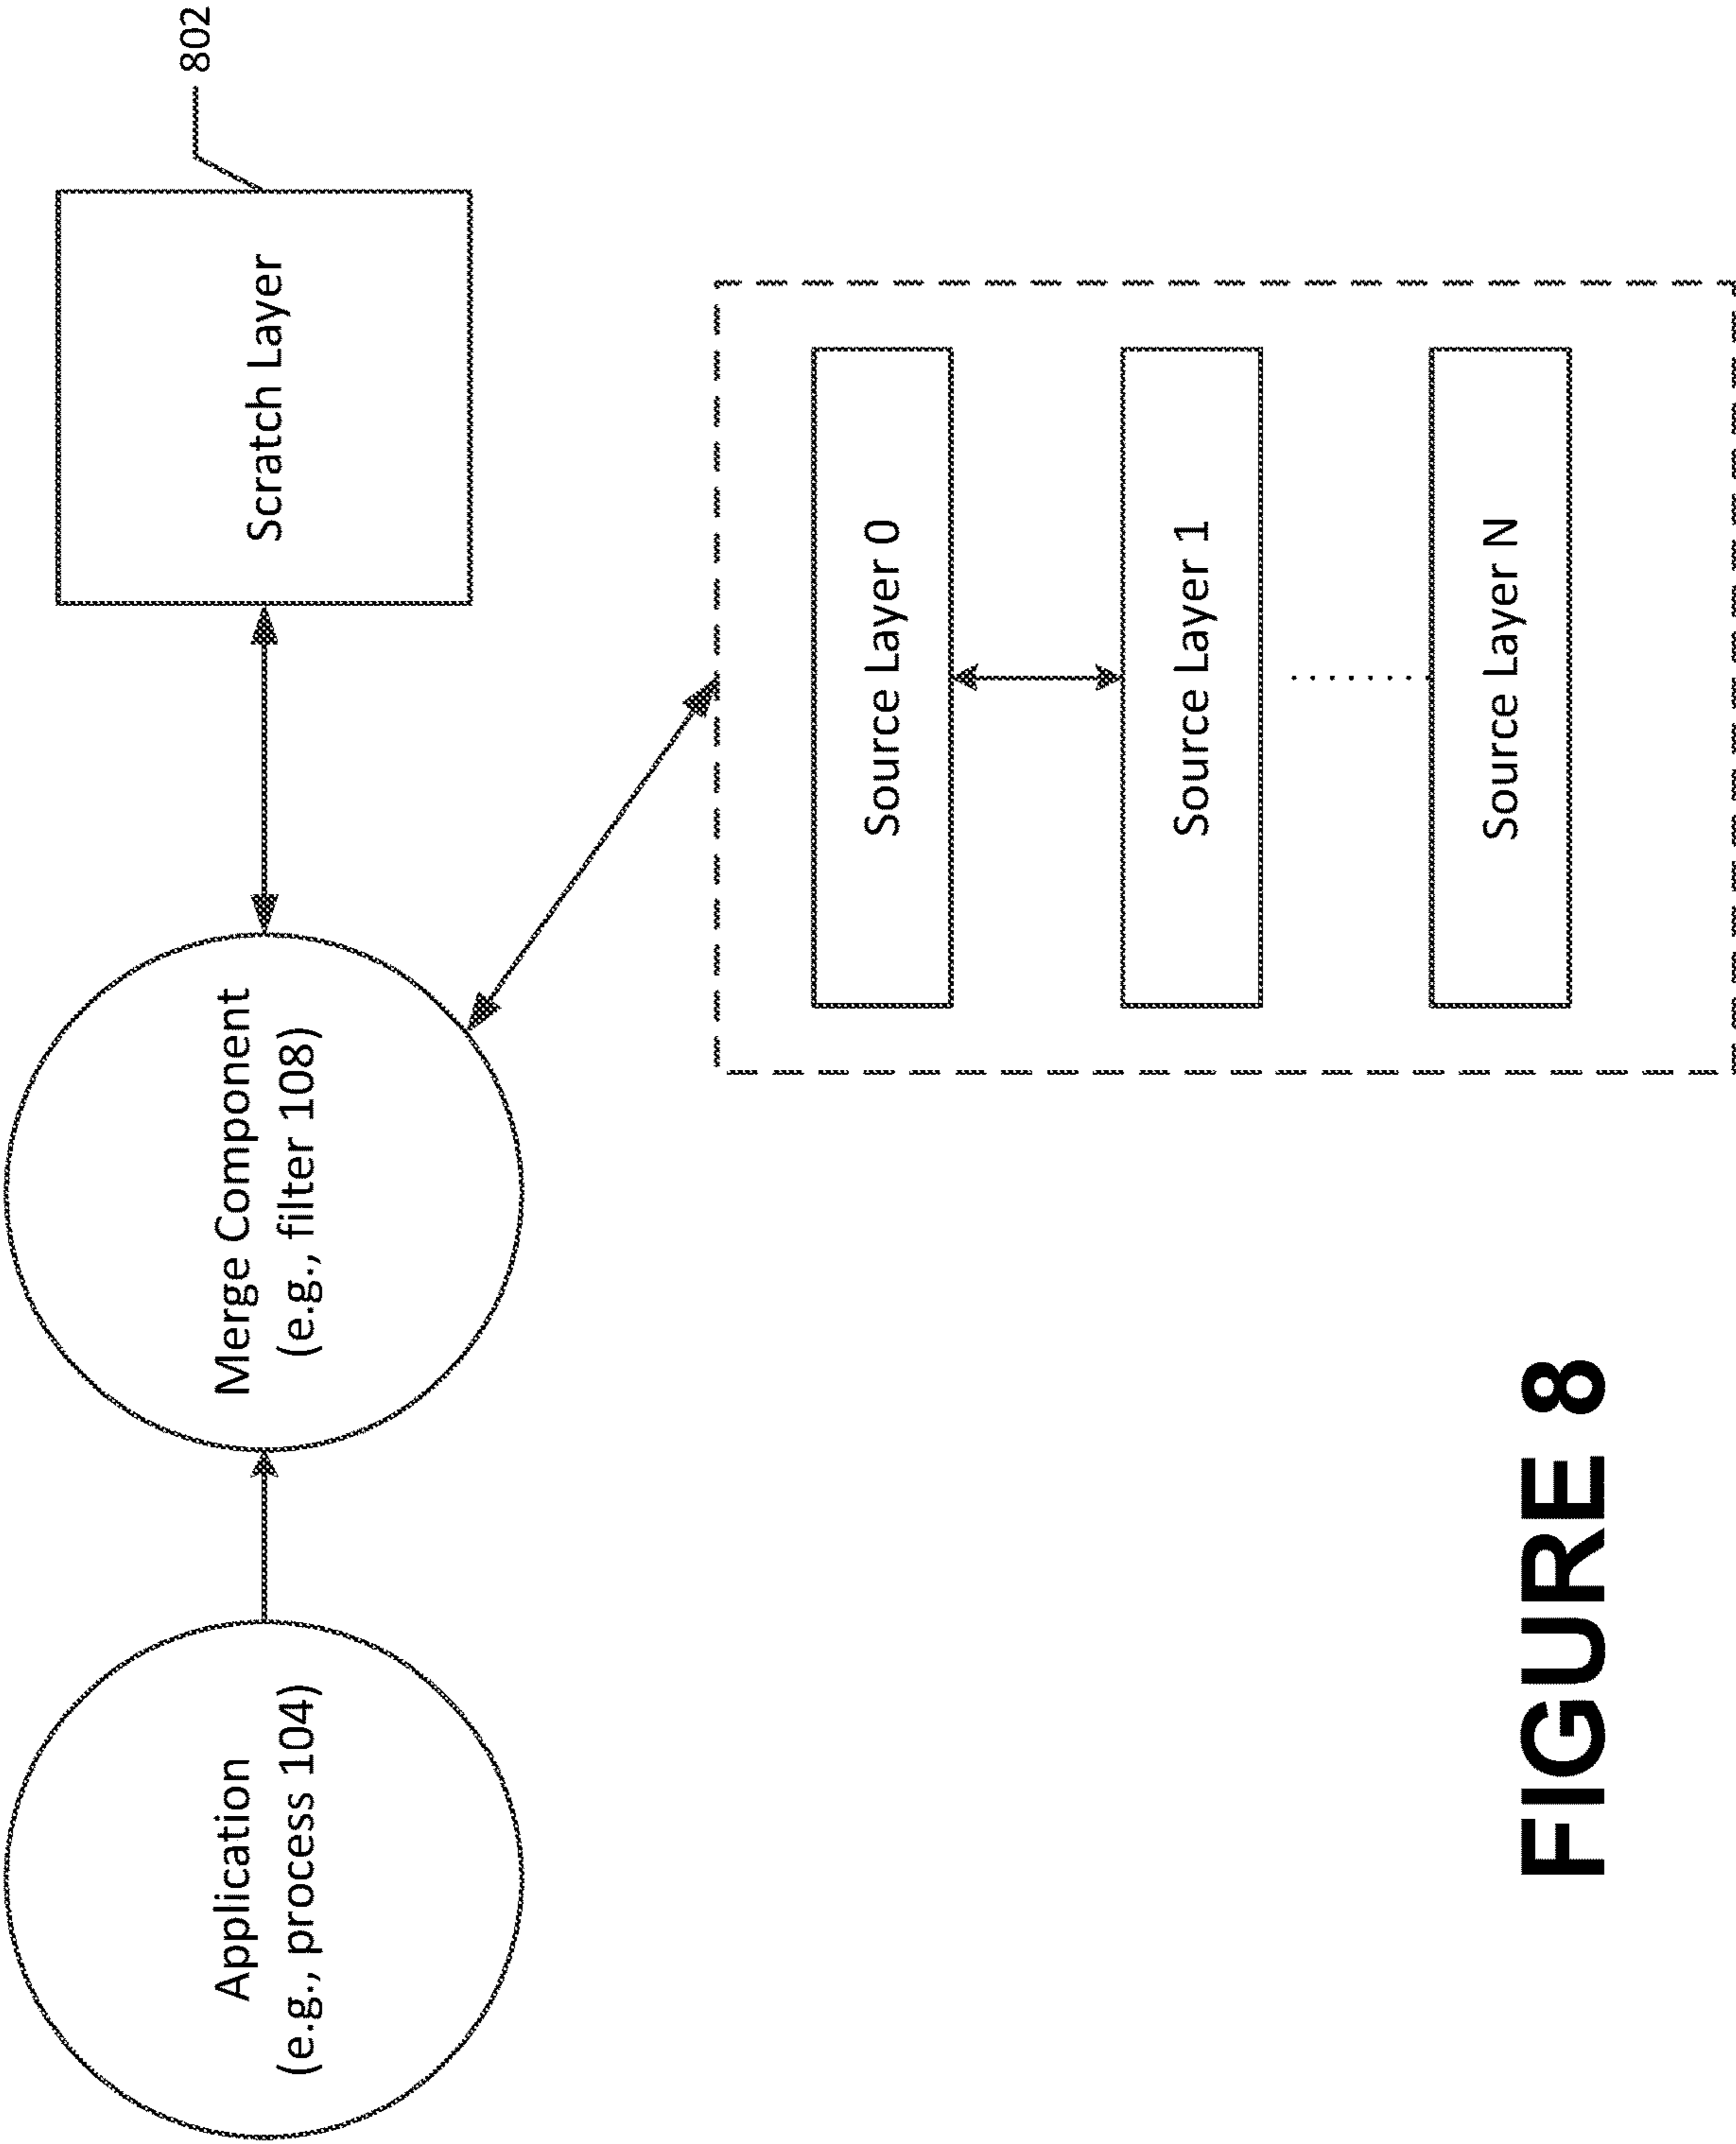 Application
(e.g., process 104)
Merge Component
(e.g., filter 108)
Scratch Layer
802
Source Layer 0
Source Layer 1
Source Layer N
FIGURE 8